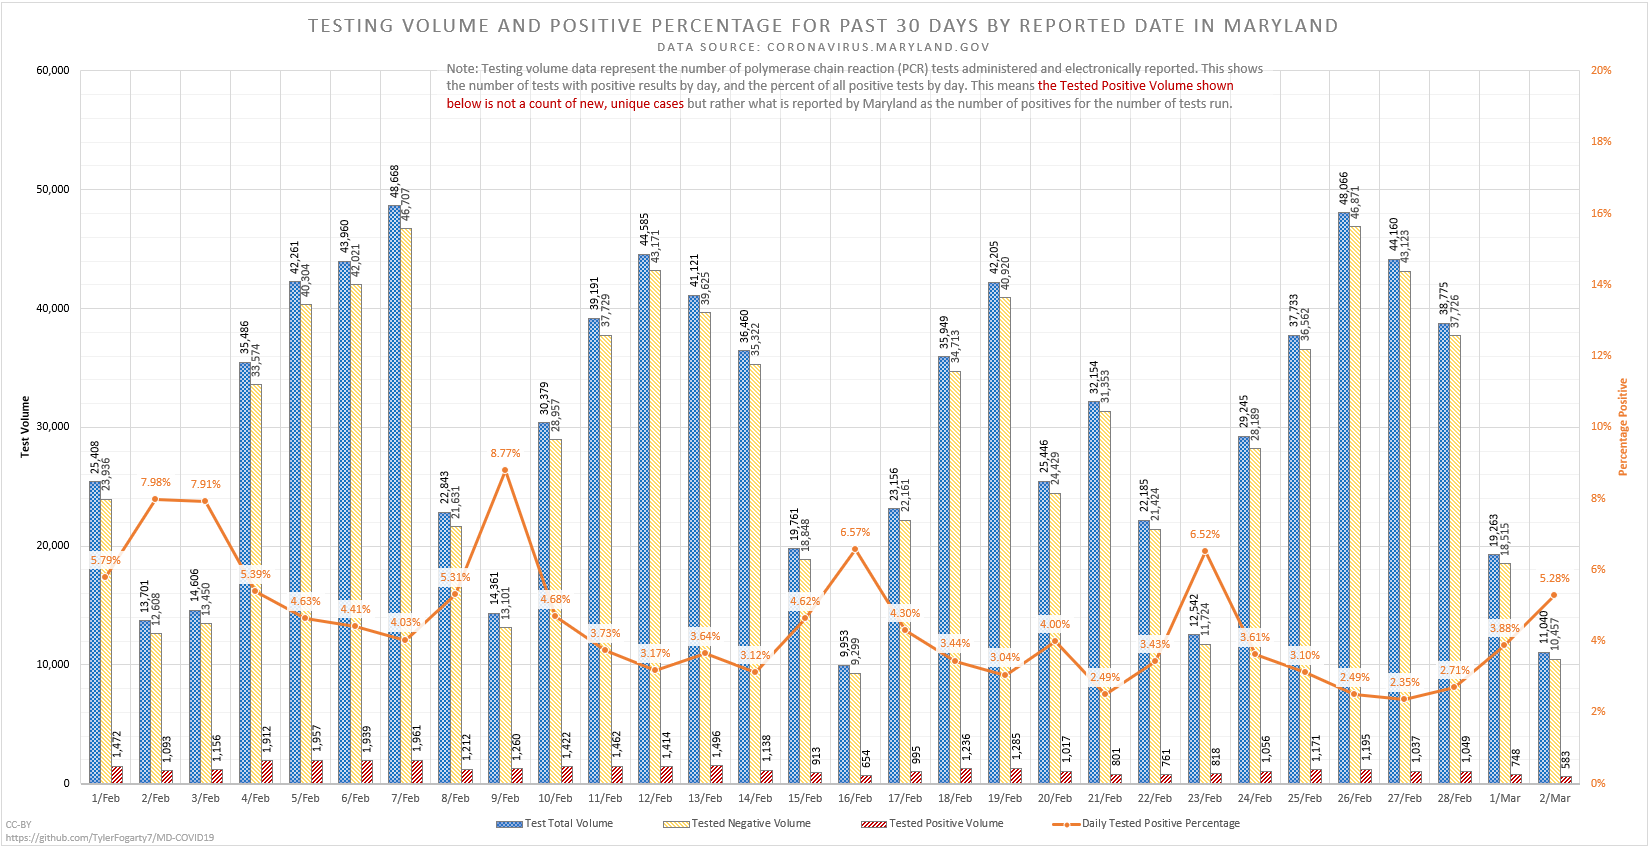 TESTING VOLUME AND POSITIVE PERCENTAGE FOR PAST 30 DAYS BY REPORTED DATE IN MARYLAND
DATA SOURCE: CORONAVIRUS.MARYLAND.GOV
Note: Testing volume data represent the number of polymerase chain reaction (PCR) tests administered and electronically reported. This shows
the number of tests with positive results by day, and the percent of all positive tests by day. This means the Tested Positive Volume shown
below is not a count of new, unique cases but rather what is reported by Maryland as the number of positives for the number of tests run.
Test Volume
60,000
50,000
40,000
30,000
20,000
10,000
0
20%
18%
16%
14%
12%
10%
8%
6%
4%
2%
0%
Percentage Positive
25,408 23,936 5.79% 1,472
13,701 12,608 7.98% 1,093
14,606 13,450 7.91% 1,156
35,486 33,574 5.39% 1,912
42,261 40,304 4.63% 1,957
43,960 42,021 4.41% 1,939
48,668 46,707 4.03% 1,961
22,843 21,631 5.31% 1,212
14,361 13,101 8.77% 1,260
30,379 28,957 4.68% 1,422
39,191 37,729 3.73% 1,462
44,585 43,171 3.17% 1,414
41,121 39,625 3.64% 1,496
36,460 35,322 3.12% 1,138
19,761 18,848 4.62% 913
9,953 9,299 6.57% 654
23,156 22,161 4.30% 995
35,949 34,713 3.44% 1,236
42,205 40,920 3.04% 1,285
25,446 24,429 4.00% 1,017
32,154 31,353 2.49% 801
22,185 21,424 3.43% 761
12,542 11,724 6.52% 818
29,245 28,189 3.61% 1,056
37,733 36,562 3.10% 1,171
48,066 46,871 2.49% 1,195
44,160 43,123 2.35% 1,037
38,775 37,726 2.71% 1,049
19,263 18,515 3.88% 748
11,040 10,457 5.28% 583
1/Feb 2/Feb 3/Feb 4/Feb 5/Feb 6/Feb 7/Feb 8/Feb 9/Feb 10/Feb 11/Feb 12/Feb 13/Feb 14/Feb 15/Feb 16/Feb 17/Feb 18/Feb 19/Feb 20/Feb 21/Feb 22/Feb 23/Feb 24/Feb 25/Feb 26/Feb 27/Feb 28/Feb 1/Mar 2/Mar
Test Total Volume Tested Negative Volume Tested Positive Volume Daily Tested Positive Percentage
CC-BY
https://github.com/TylerFogarty7/MD-COVID19